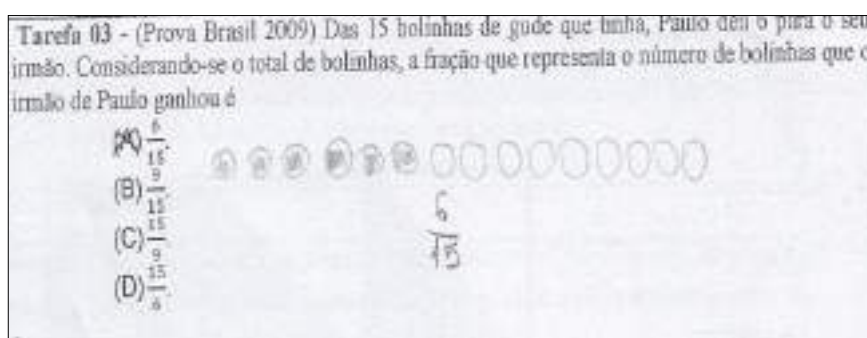 Tarefa 03 - (Prova Brasil 2009) Das 15 bolinhas de gude que tinha, Paulo deu 6 para o seu
irmão. Considerando-se o total de bolinhas, a fração que representa o número de bolinhas que o
irmão de Paulo ganhou é
(A) 6/15.
(B) 9/15.
(C) 15/9
(D) 15/6.
6/15